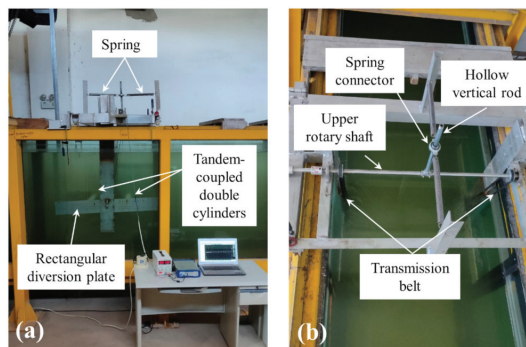 Spring
Tandem-
coupled double
cylinders
Rectangular
diversion plate
(a)
Spring
connector
Hollow
vertical rod
Upper
rotary shaft
Transmission
belt
(b)